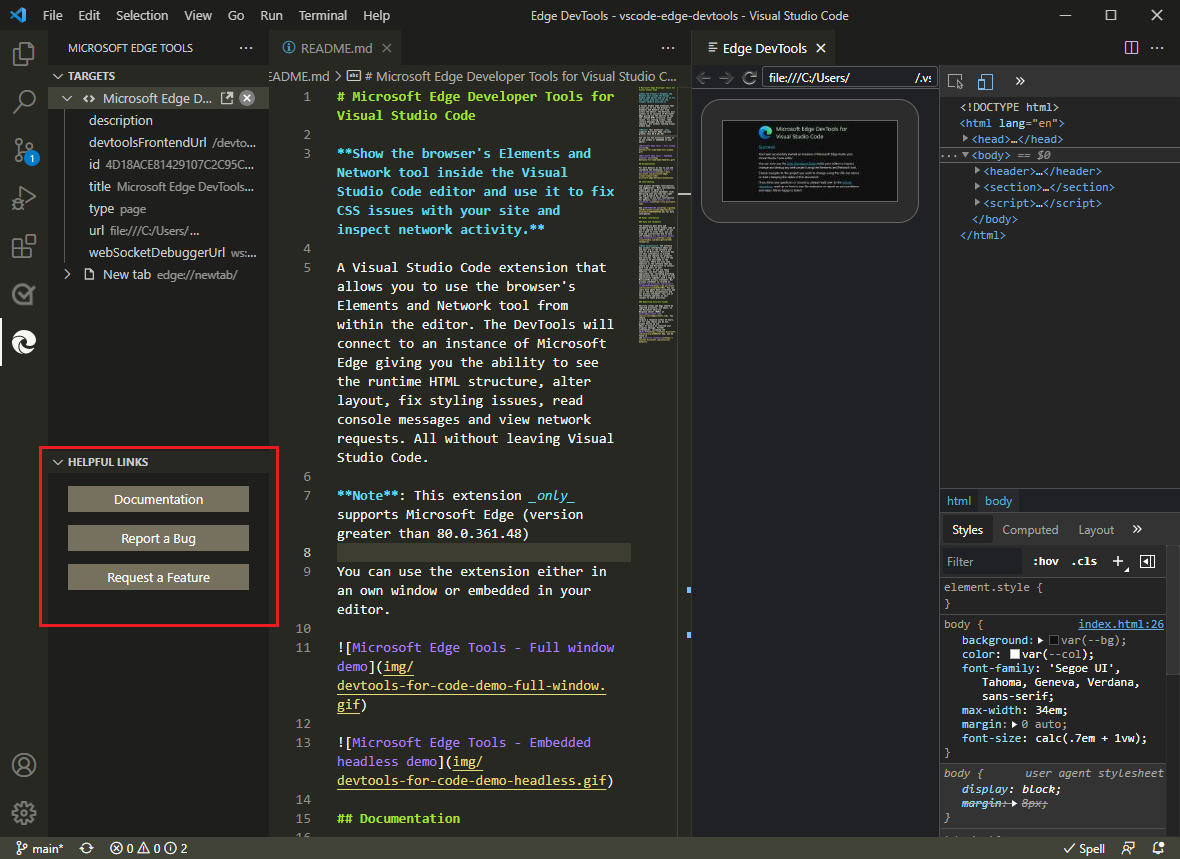 File Edit Selection View Go Run Terminal Help
Edge DevTools - vscode-edge-devtools - Visual Studio Code
MICROSOFT EDGE TOOLS ...
TARGETS
Microsoft Edge D...
description
devtoolsFrontendUrl /devto...
id 4D18ACE81429107C2C95C...
title Microsoft Edge DevTools...
type page
url file:///C:/Users/ ...
webSocketDebuggerUrl ws:...
New tab edge://newtab/
1
HELPFUL LINKS
Documentation
Report a Bug
Request a Feature
README.md
...
EADME.md > # Microsoft Edge Developer Tools for Visual Studio C...
1 # Microsoft Edge Developer Tools for
Visual Studio Code
2
3 **Show the browser's Elements and
Network tool inside the Visual
Studio Code editor and use it to fix
CSS issues with your site and
inspect network activity.**
4
5 A Visual Studio Code extension that
allows you to use the browser's
Elements and Network tool from
within the editor. The DevTools will
connect to an instance of Microsoft
Edge giving you the ability to see
the runtime HTML structure, alter
layout, fix styling issues, read
console messages and view network
requests. All without leaving Visual
Studio Code.
6
7 **Note**: This extension _only_
supports Microsoft Edge (version
greater than 80.0.361.48)
8
9 You can use the extension either in
an own window or embedded in your
editor.
10
11 ![Microsoft Edge Tools - Full window
demo](img/
devtools-for-code-demo-full-window.
gif)
12
13 ![Microsoft Edge Tools - Embedded
headless demo](img/
devtools-for-code-demo-headless.gif)
14
15 ## Documentation
16
Edge DevTools
...
file:///C:/Users/ /.vs
Microsoft Edge DevTools for
Visual Studio Code
Success
<!DOCTYPE html>
<html lang="en">
<head>…</head>
... <body> == $0
<header>…</header>
<section>…</section>
<script>…</script>
</body>
</html>
html body
Styles Computed Layout
Filter :hov .cls +
element.style {
}
body { index.html:26
background: var(--bg);
color: var(--col);
font-family: 'Segoe UI',
Tahoma, Geneva, Verdana,
sans-serif;
max-width: 34em;
margin: 0 auto;
font-size: calc(.7em + 1vw);
}
body { user agent stylesheet
display: block;
margin: 8px;
}
main* 0 0 2
Spell